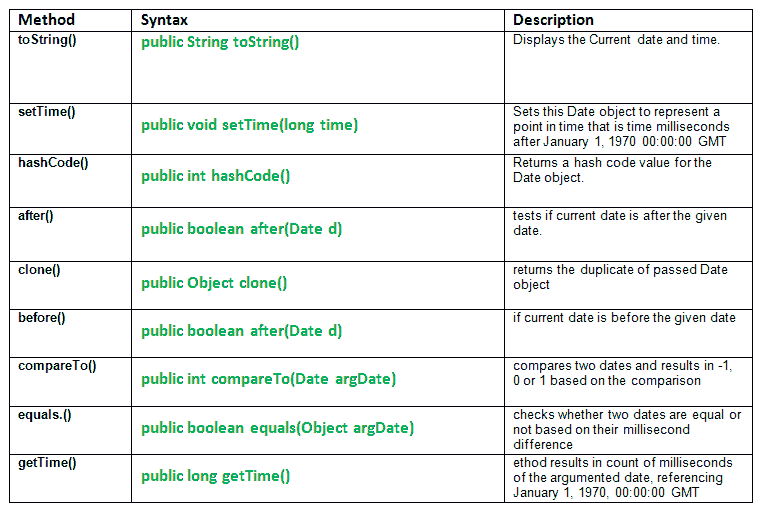 Method Syntax Description
toString() public String toString() Displays the Current date and time.
setTime() public void setTime(long time) Sets this Date object to represent a
point in time that is time milliseconds
after January 1, 1970 00:00:00 GMT
hashCode() public int hashCode() Returns a hash code value for the
Date object.
after() public boolean after(Date d) tests if current date is after the given
date.
clone() public Object clone() returns the duplicate of passed Date
object
before() public boolean after(Date d) if current date is before the given date
compareTo() public int compareTo(Date argDate) compares two dates and results in -1,
0 or 1 based on the comparison
equals.() public boolean equals(Object argDate) checks whether two dates are equal or
not based on their millisecond
difference
getTime() public long getTime() ethod results in count of milliseconds
of the argumented date, referencing
January 1, 1970, 00:00:00 GMT